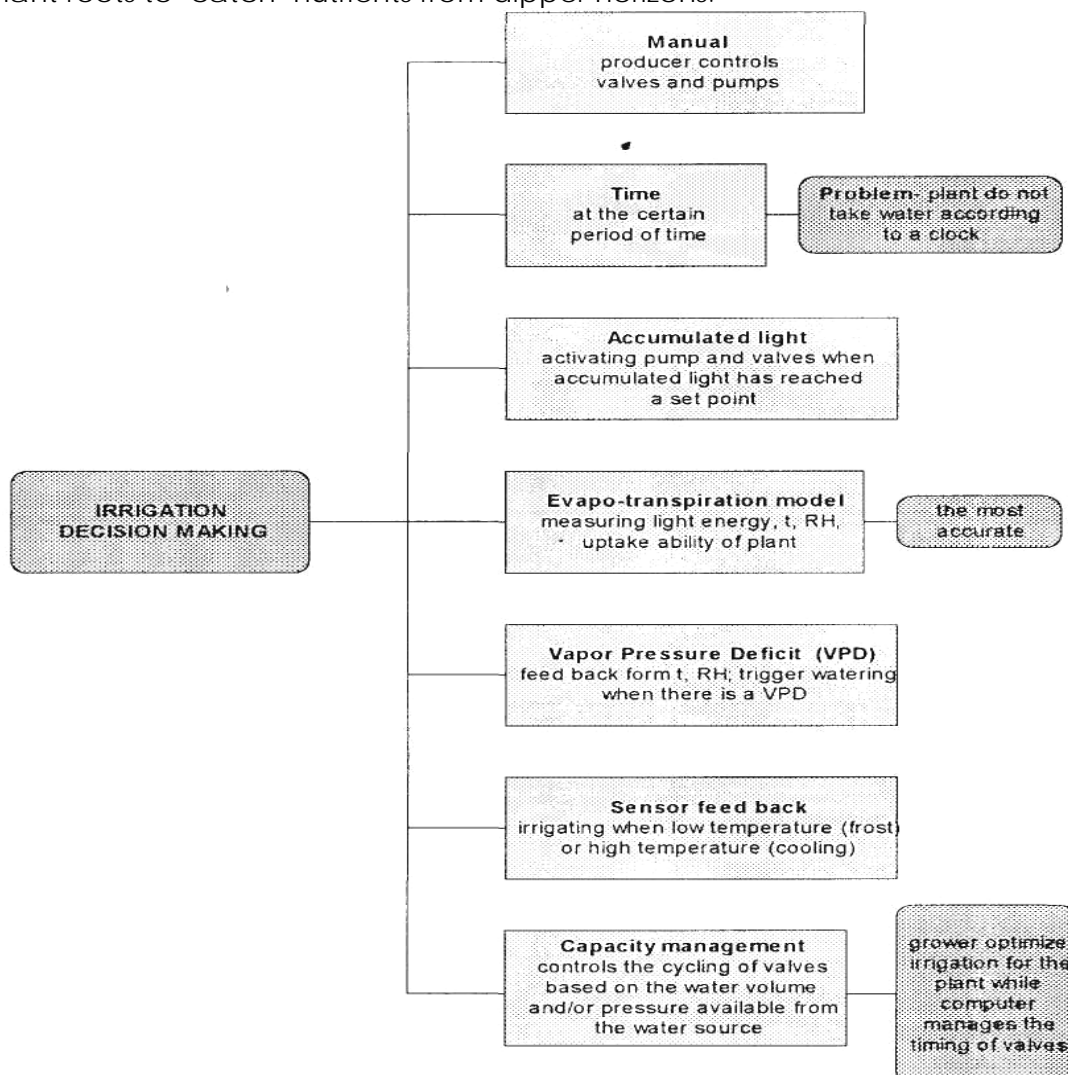 plant roots to "catch" nutrients from dipper horizons.
Manual
producer controls
valves and pumps
Time
at the certain
period of time
Problem- plant do not
take water according
to a clock
Accumulated light
activating pump and valves when
accumulated light has reached
a set point
IRRIGATION
DECISION MAKING
Evapo-transpiration model
measuring light energy, t, RH,
uptake ability of plant
the most
accurate
Vapor Pressure Deficit (VPD)
feed back form t, RH; trigger watering
when there is a VPD
Sensor feed back
irrigating when low temperature (frost)
or high temperature (cooling)
Capacity management
controls the cycling of valves
based on the water volume
and/or pressure available from
the water source
grower optimize
irrigation for the
plant while
computer
manages the
timing of valves